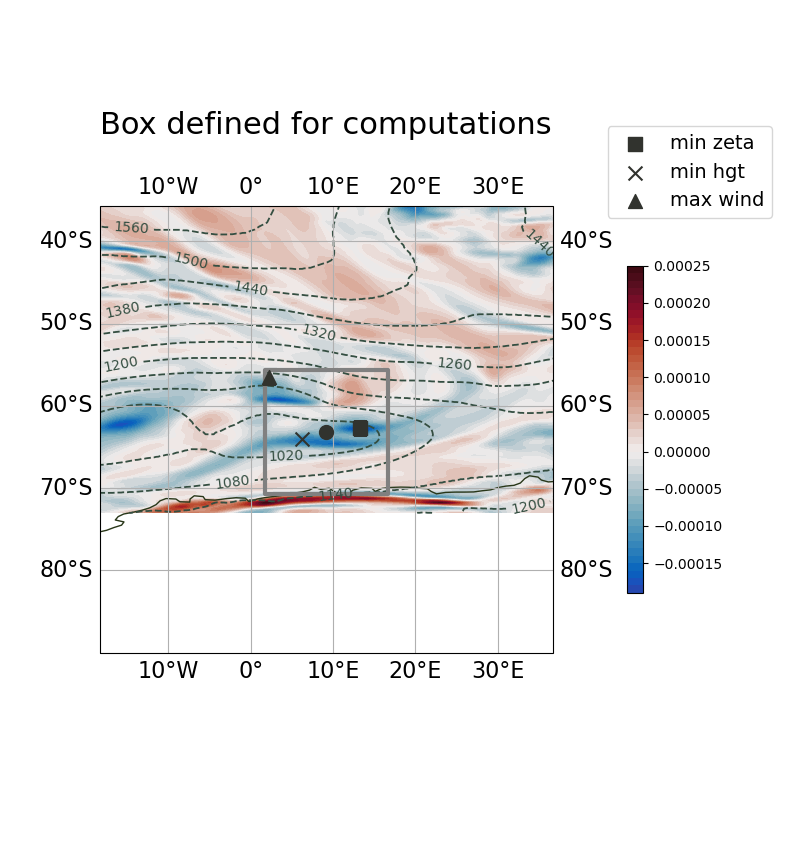 Box defined for computations
min zeta
min hgt
max wind
10°W 0° 10°E 20°E 30°E
40°S 40°S
50°S 50°S
60°S 60°S
70°S 70°S
80°S 80°S
10°W 0° 10°E 20°E 30°E
1560
1500
1440
1440
1380
1320
1260
1200
1020
1080
1140
1200
0.00025
0.00020
0.00015
0.00010
0.00005
0.00000
−0.00005
−0.00010
−0.00015